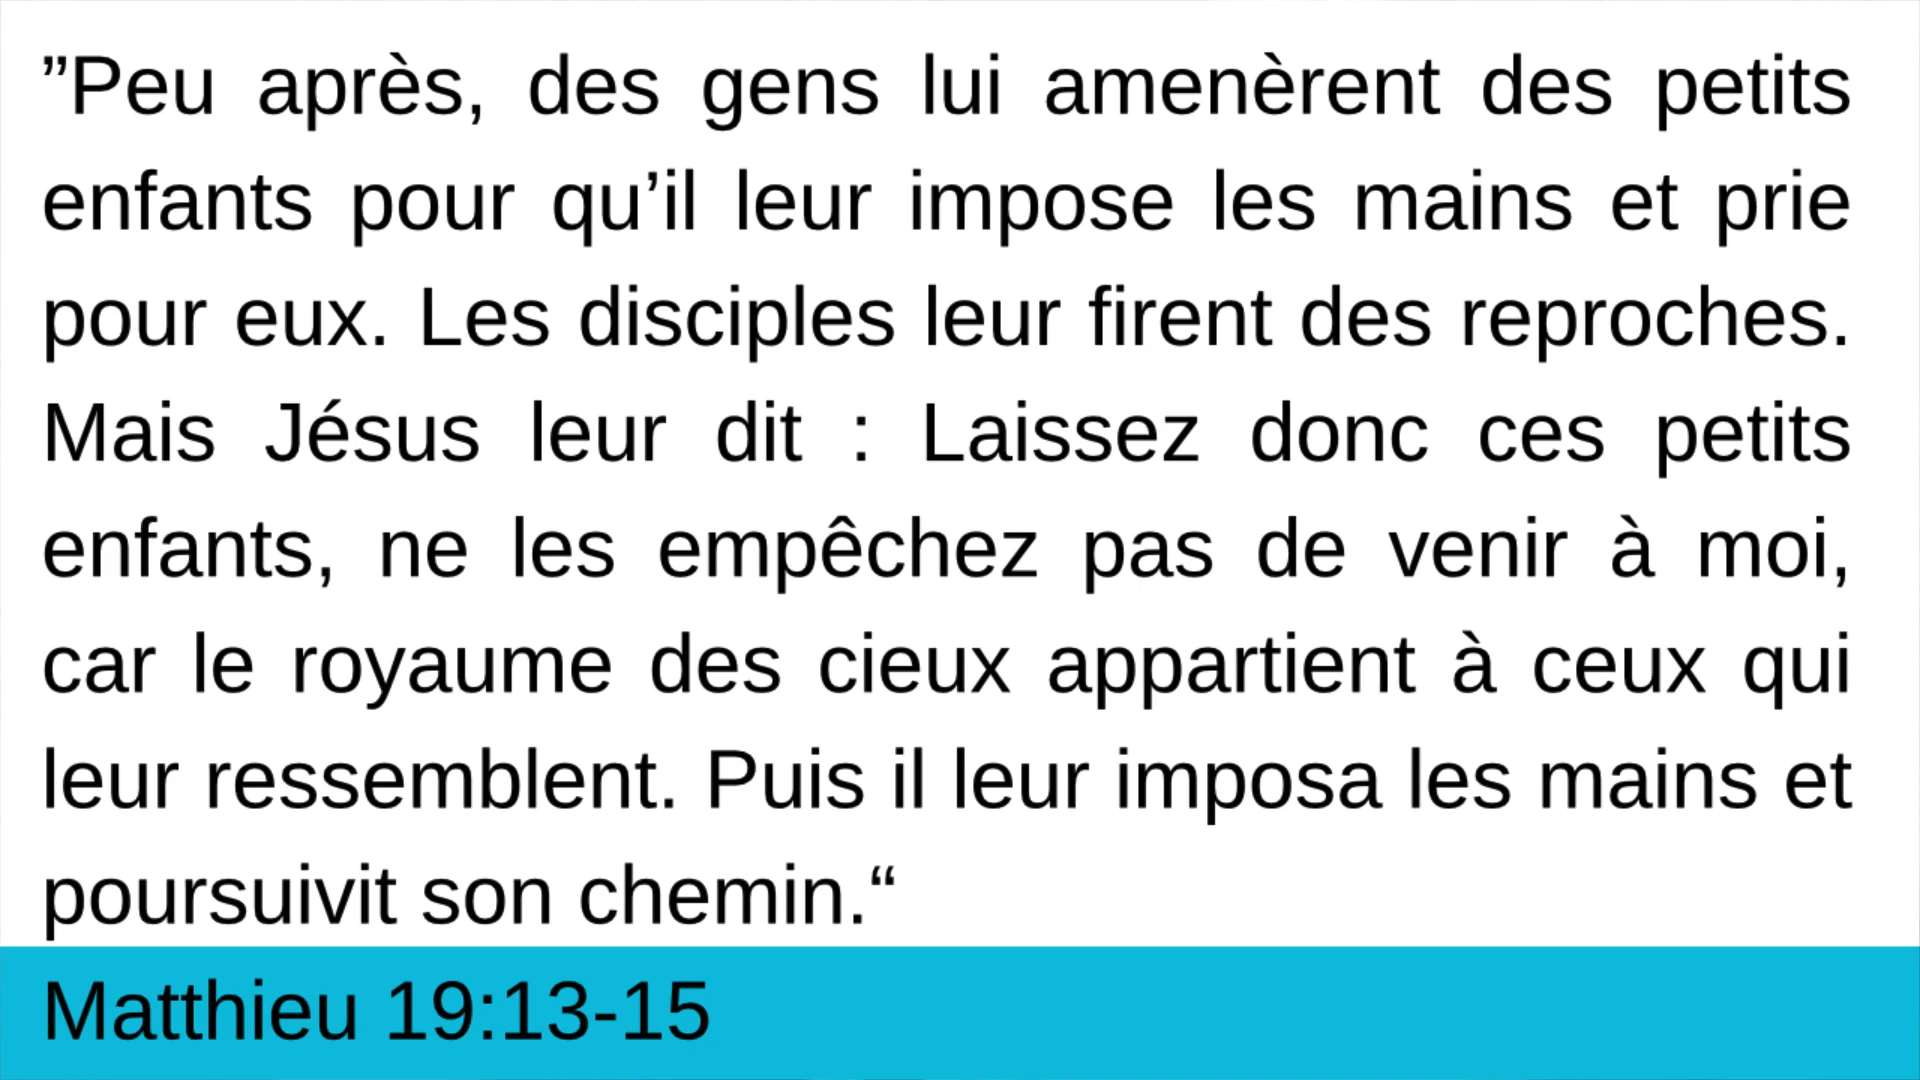 ”Peu après, des gens lui amenèrent des petits
enfants pour qu’il leur impose les mains et prie
pour eux. Les disciples leur firent des reproches.
Mais Jésus leur dit : Laissez donc ces petits
enfants, ne les empêchez pas de venir à moi,
car le royaume des cieux appartient à ceux qui
leur ressemblent. Puis il leur imposa les mains et
poursuivit son chemin.“
Matthieu 19:13-15